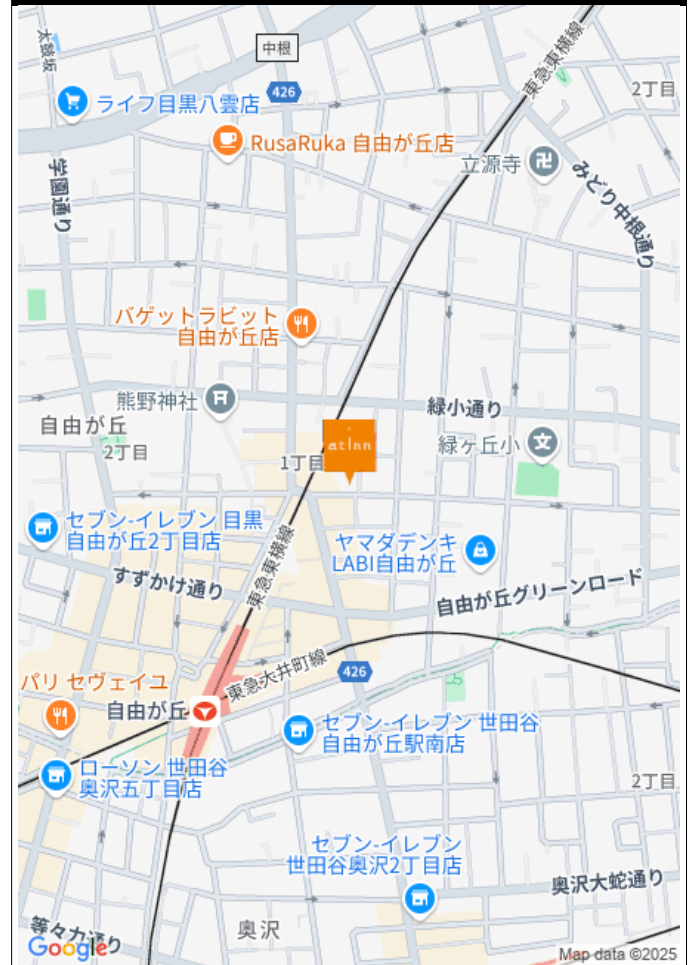 太鼓坂
中根
東急東横線
2丁目
426
ライフ目黒八雲店
RusaRuka 自由が丘店
立源寺
学園通り
みどり中根通り
バゲットラビット
自由が丘店
熊野神社
緑小通り
自由が丘
2丁目
atInn
緑ヶ丘小
1丁目
セブン-イレブン 目黒
自由が丘2丁目店
ヤマダデンキ
LABI自由が丘
東急東横線
すずかけ通り
自由が丘グリーンロード
東急大井町線
426
パリ セヴェイユ
自由が丘
セブン-イレブン 世田谷
自由が丘駅南店
ローソン 世田谷
奥沢五丁目店
2丁目
セブン-イレブン
世田谷奥沢2丁目店
奥沢大蛇通り
等々力通り
奥沢
Google
Map data ©2025